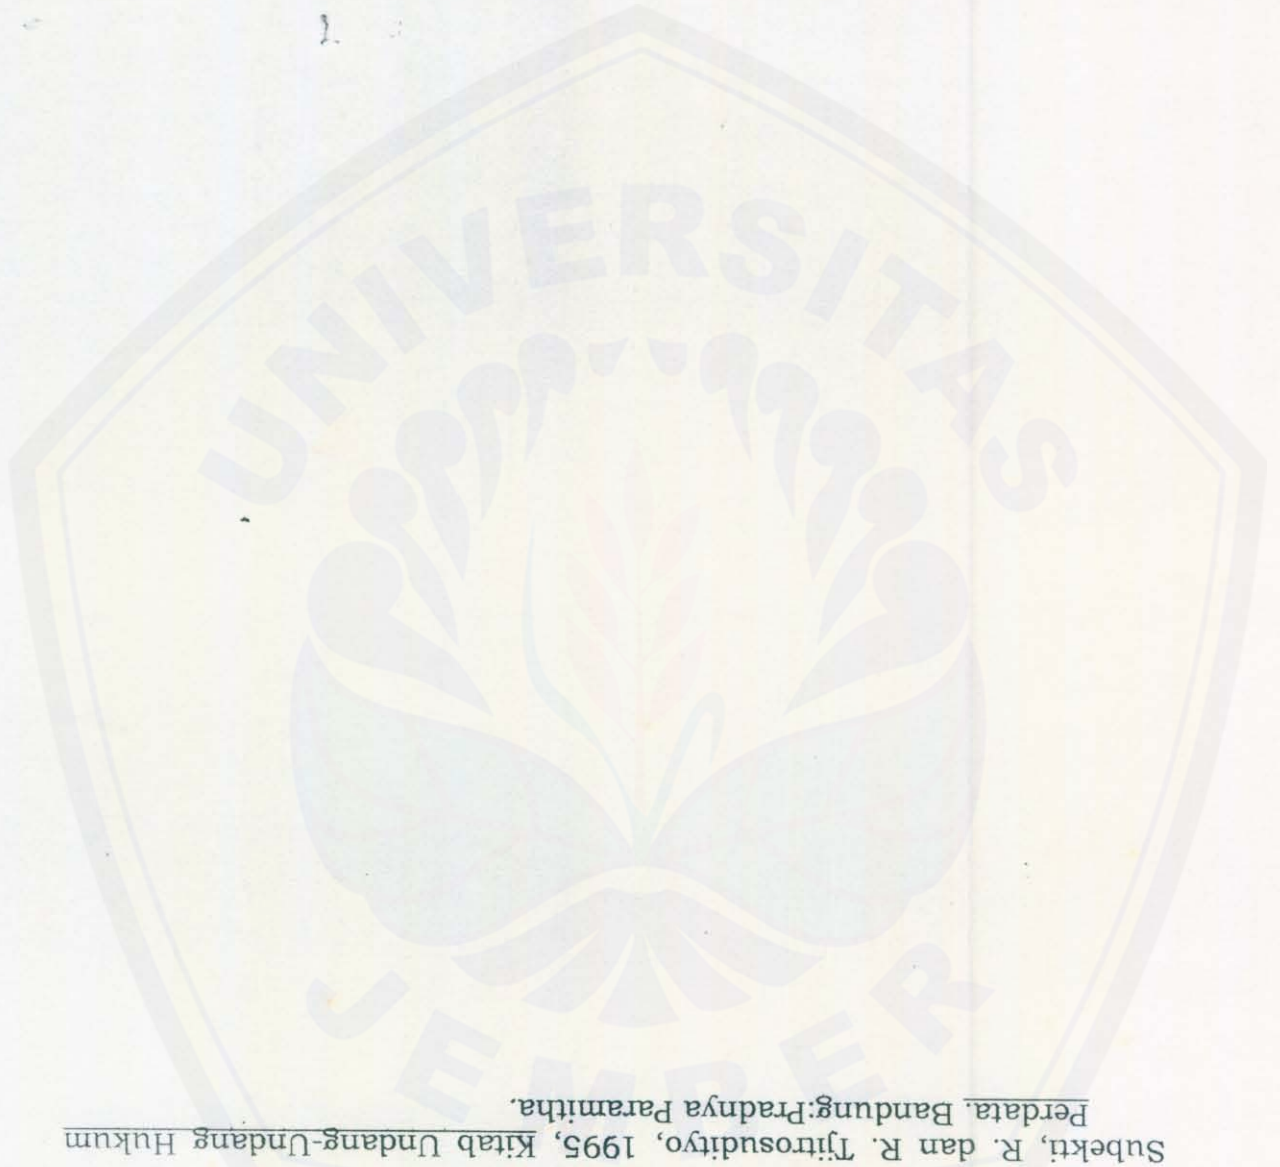 Subekti, R. dan R. Tjitrosudityo, 1995, Kitab Undang-Undang Hukum
Perdata. Bandung:Pradnya Paramitha.
UNIVERSITAS
JEMBER